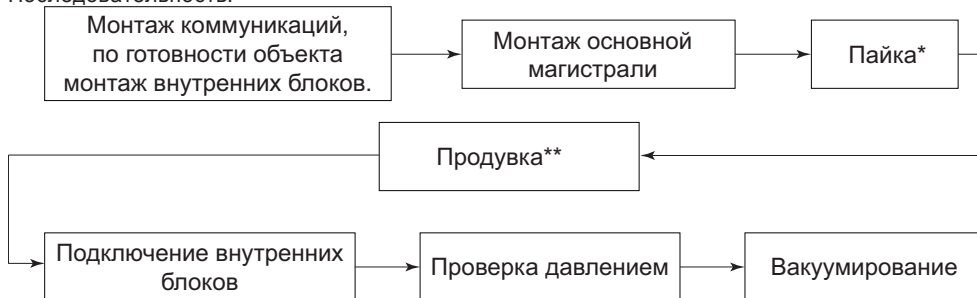 Последовательность:
Монтаж коммуникаций,
по готовности объекта
монтаж внутренних блоков.
Монтаж основной
магистрали
Пайка*
Продувка**
Подключение внутренних
блоков
Проверка давлением
Вакуумирование